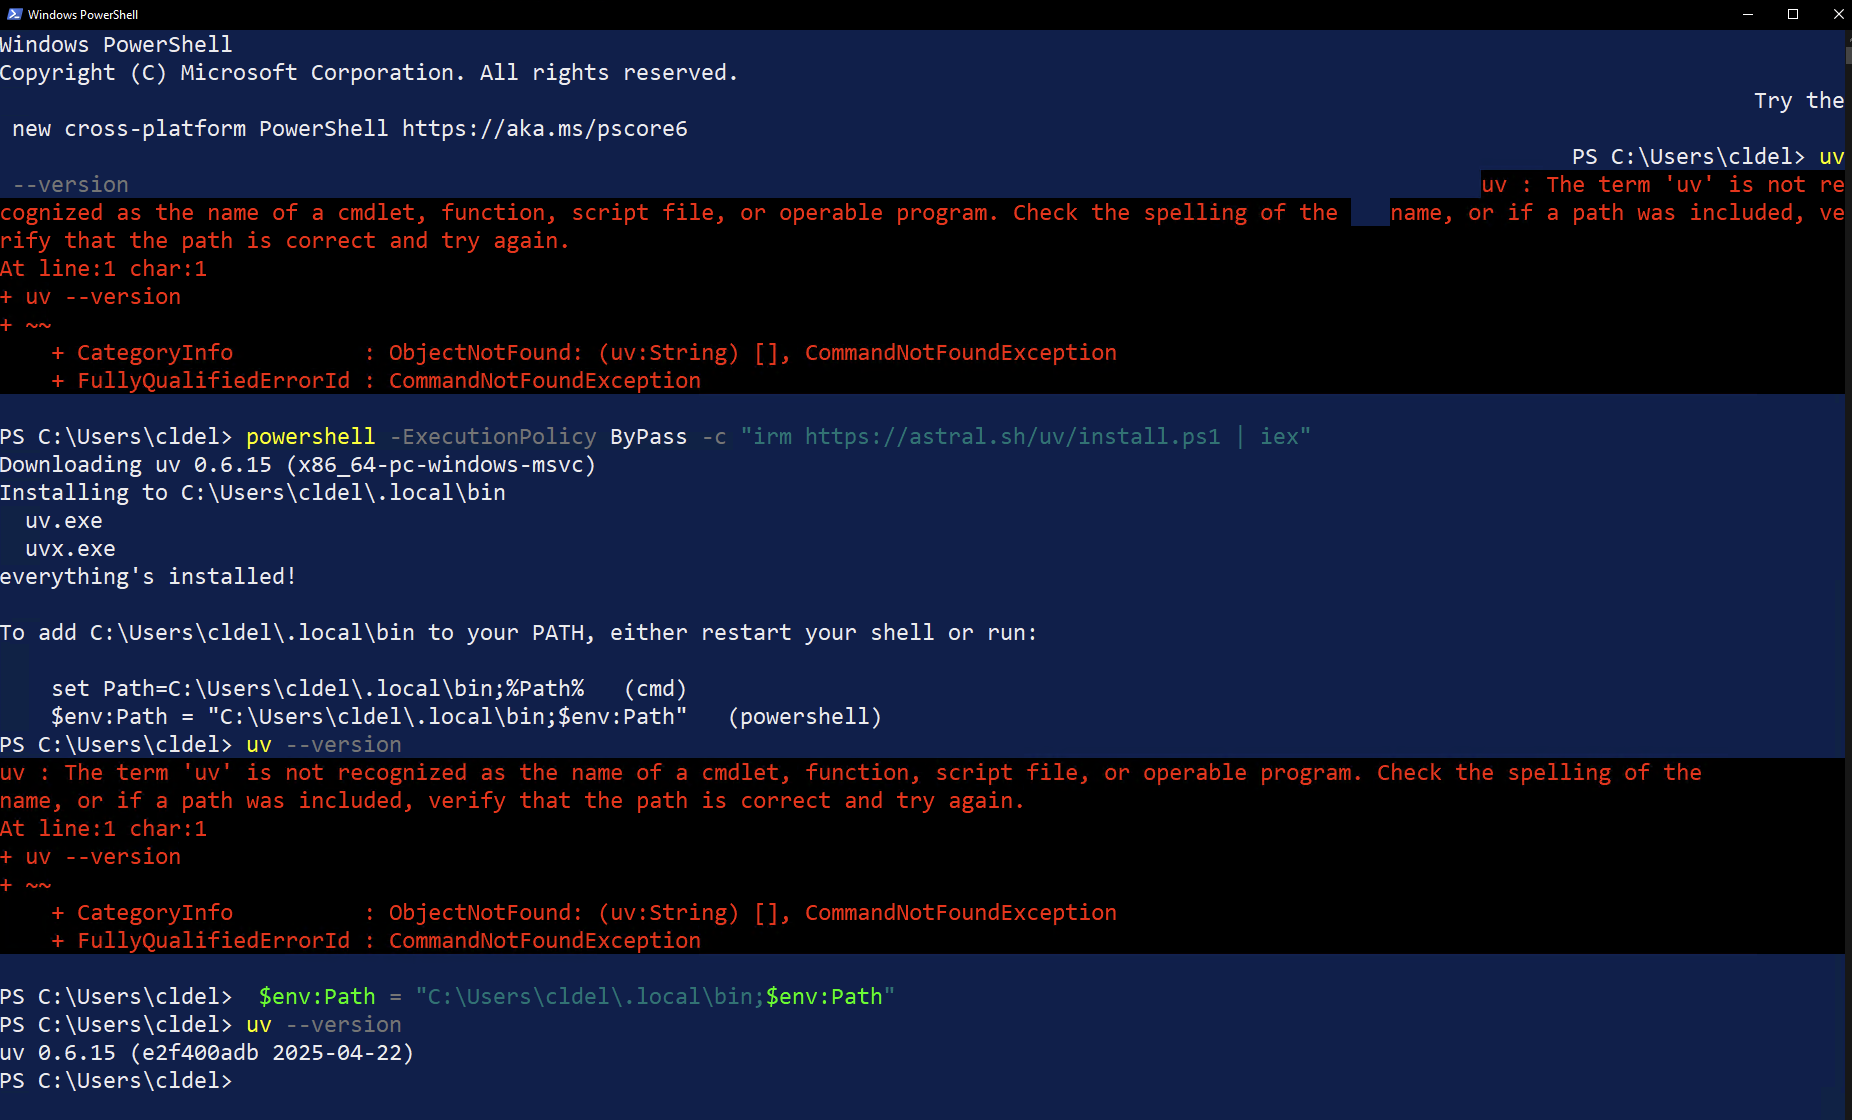 Windows PowerShell
Windows PowerShell
Copyright (C) Microsoft Corporation. All rights reserved.
Try the
new cross-platform PowerShell https://aka.ms/pscore6
PS C:\Users\cldel> uv
--version
uv : The term 'uv' is not re
cognized as the name of a cmdlet, function, script file, or operable program. Check the spelling of the name, or if a path was included, ve
rify that the path is correct and try again.
At line:1 char:1
+ uv --version
+ ~~
    + CategoryInfo          : ObjectNotFound: (uv:String) [], CommandNotFoundException
    + FullyQualifiedErrorId : CommandNotFoundException
PS C:\Users\cldel> powershell -ExecutionPolicy ByPass -c "irm https://astral.sh/uv/install.ps1 | iex"
Downloading uv 0.6.15 (x86_64-pc-windows-msvc)
Installing to C:\Users\cldel\.local\bin
  uv.exe
  uvx.exe
everything's installed!
To add C:\Users\cldel\.local\bin to your PATH, either restart your shell or run:
    set Path=C:\Users\cldel\.local\bin;%Path%   (cmd)
    $env:Path = "C:\Users\cldel\.local\bin;$env:Path"   (powershell)
PS C:\Users\cldel> uv --version
uv : The term 'uv' is not recognized as the name of a cmdlet, function, script file, or operable program. Check the spelling of the
name, or if a path was included, verify that the path is correct and try again.
At line:1 char:1
+ uv --version
+ ~~
    + CategoryInfo          : ObjectNotFound: (uv:String) [], CommandNotFoundException
    + FullyQualifiedErrorId : CommandNotFoundException
PS C:\Users\cldel>  $env:Path = "C:\Users\cldel\.local\bin;$env:Path"
PS C:\Users\cldel> uv --version
uv 0.6.15 (e2f400adb 2025-04-22)
PS C:\Users\cldel>